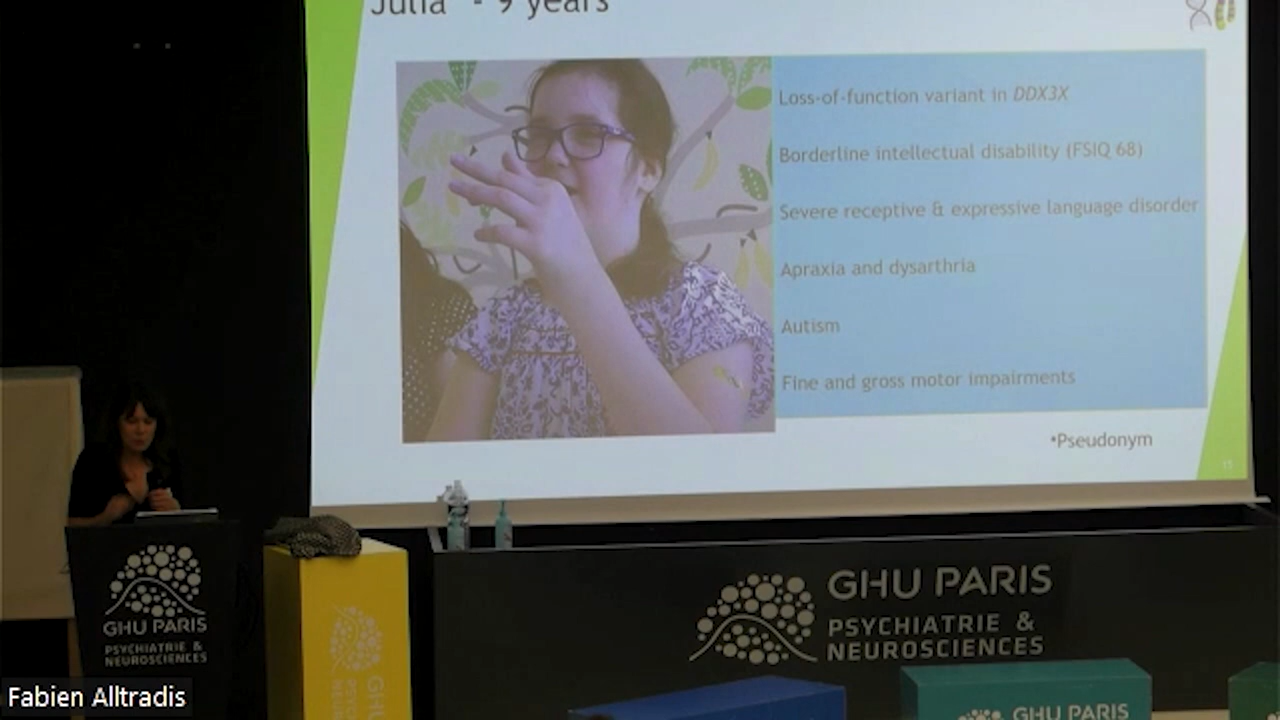 Julia - 9 years
Loss-of-function variant in DDX3X
Borderline intellectual disability (FSIQ 68)
Severe receptive & expressive language disorder
Apraxia and dysarthria
Autism
Fine and gross motor impairments
•Pseudonym
15
GHU PARIS
PSYCHIATRIE &
NEUROSCIENCES
GHU PARIS
PSYCHIATRIE &
NEUROSCIENCES
GHU
GHU PARIS
Fabien Alltradis